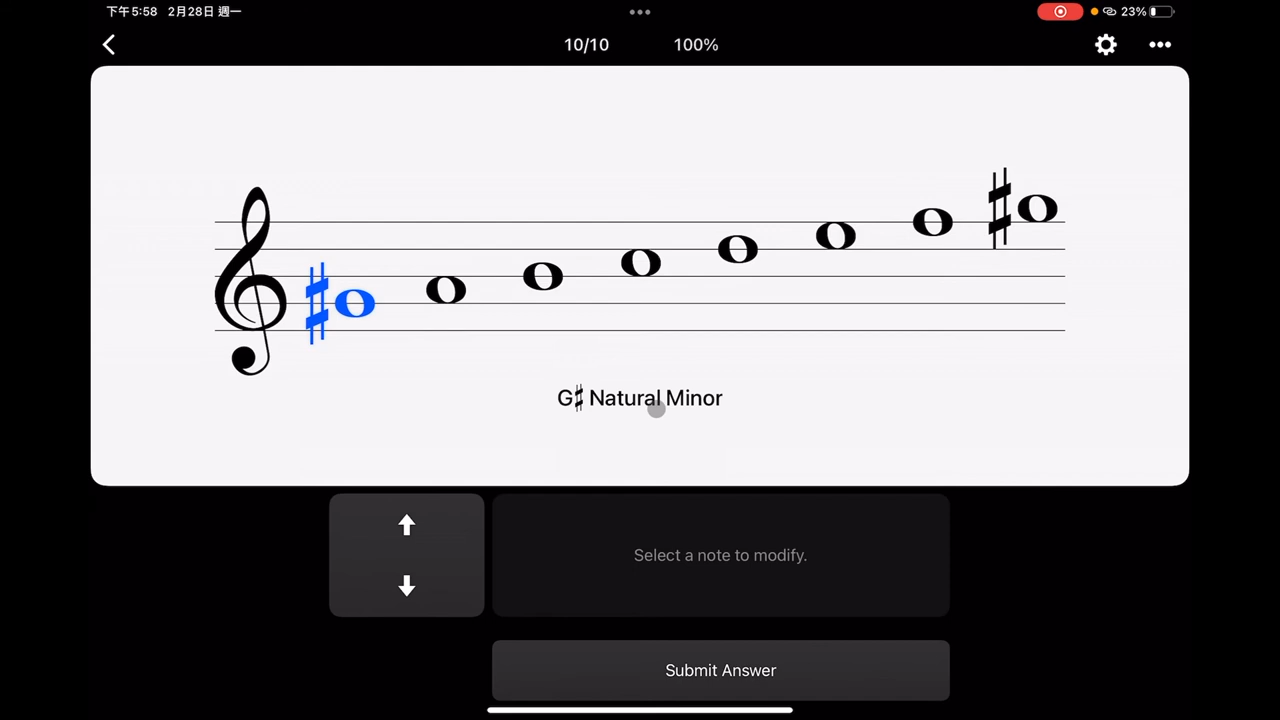 下午5:58 2月28日 週一
23%
10/10 100%
G♯ Natural Minor
Select a note to modify.
Submit Answer